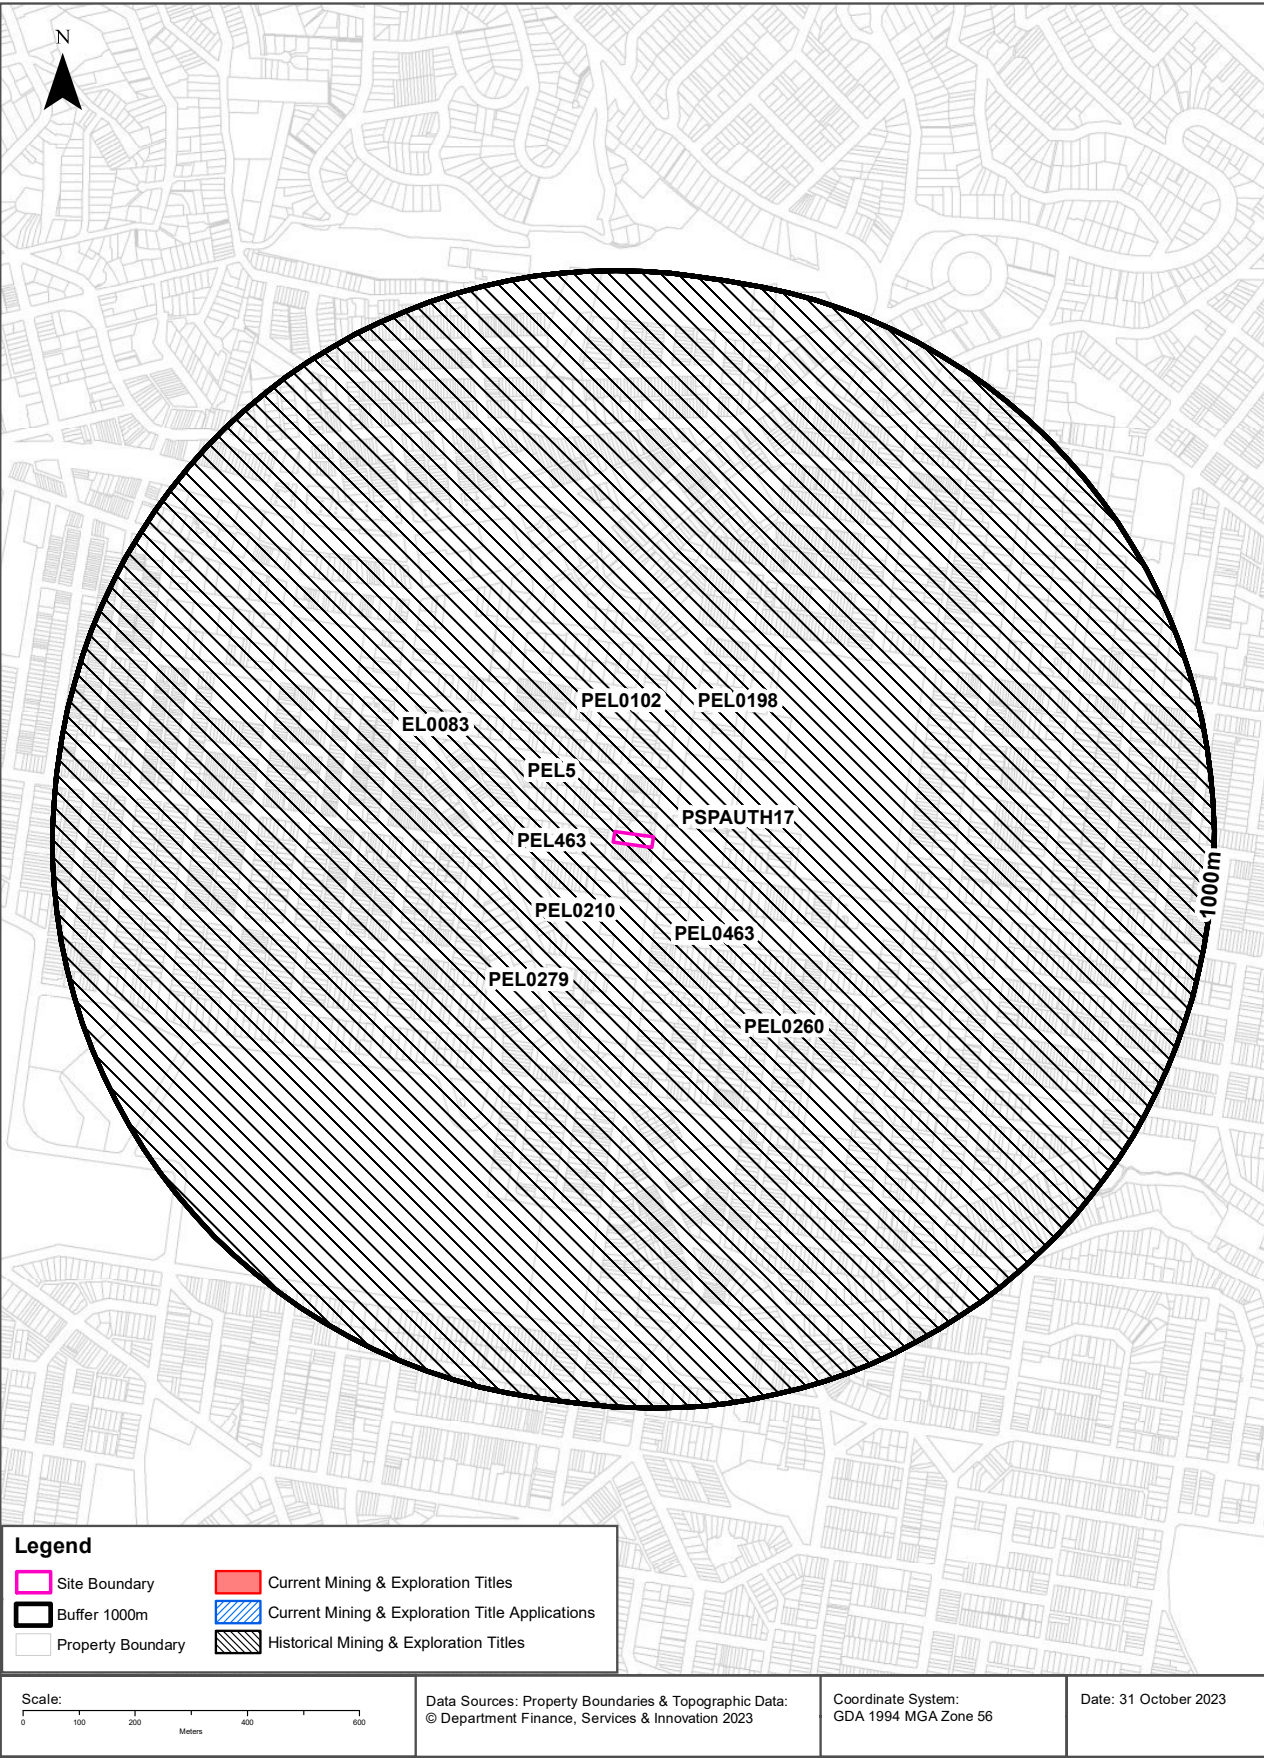 N
PEL0102
PEL0198
EL0083
PEL5
PSPAUTH17
PEL463
1000m
PEL0210
PEL0463
PEL0279
PEL0260
Legend
Site Boundary
Buffer 1000m
Property Boundary
Current Mining & Exploration Titles
Current Mining & Exploration Title Applications
Historical Mining & Exploration Titles
Scale:
0 100 200 400 600
Meters
Data Sources: Property Boundaries & Topographic Data:
© Department Finance, Services & Innovation 2023
Coordinate System:
GDA 1994 MGA Zone 56
Date: 31 October 2023